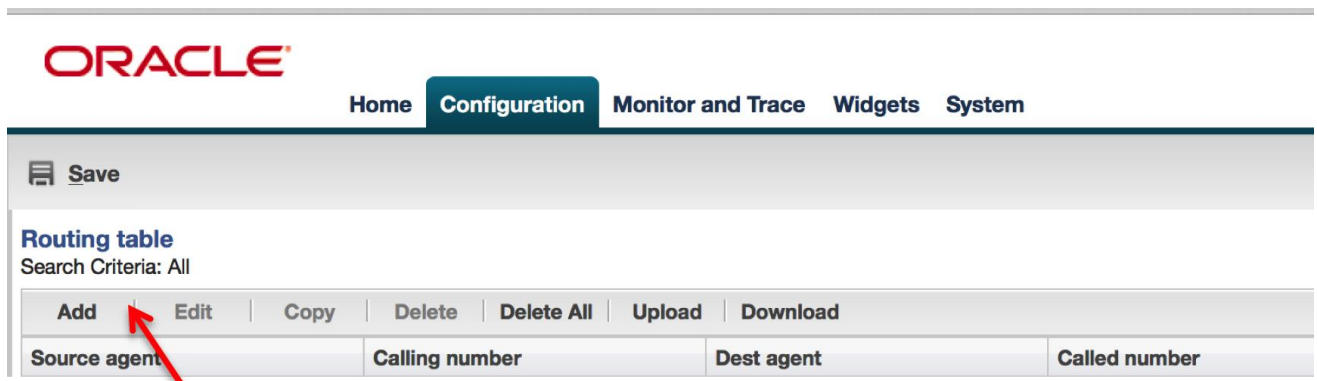 ORACLE
Home Configuration Monitor and Trace Widgets System
Save
Routing table
Search Criteria: All
Add Edit Copy Delete Delete All Upload Download
Source agent Calling number Dest agent Called number